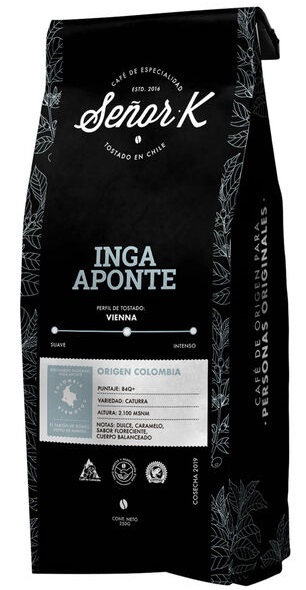 CAFÉ DE ESPECIALIDAD
ESTD. 2016
Señor·K
TOSTADO EN CHILE
INGA
APONTE
PERFIL DE TOSTADO:
VIENNA
SUAVE
INTENSO
ORIGEN COLOMBIA
PUNTAJE: 84Q+
VARIEDAD: CATURRA
ALTURA: 2.100 MSNM
NOTAS: DULCE, CARAMELO,
SABOR FLORECIENTE,
CUERPO BALANCEADO
COLOMBIA
CONT. NETO
250G
COSECHA 2019
CAFÉ DE ORIGEN PARA
·PERSONAS ORIGINALES·